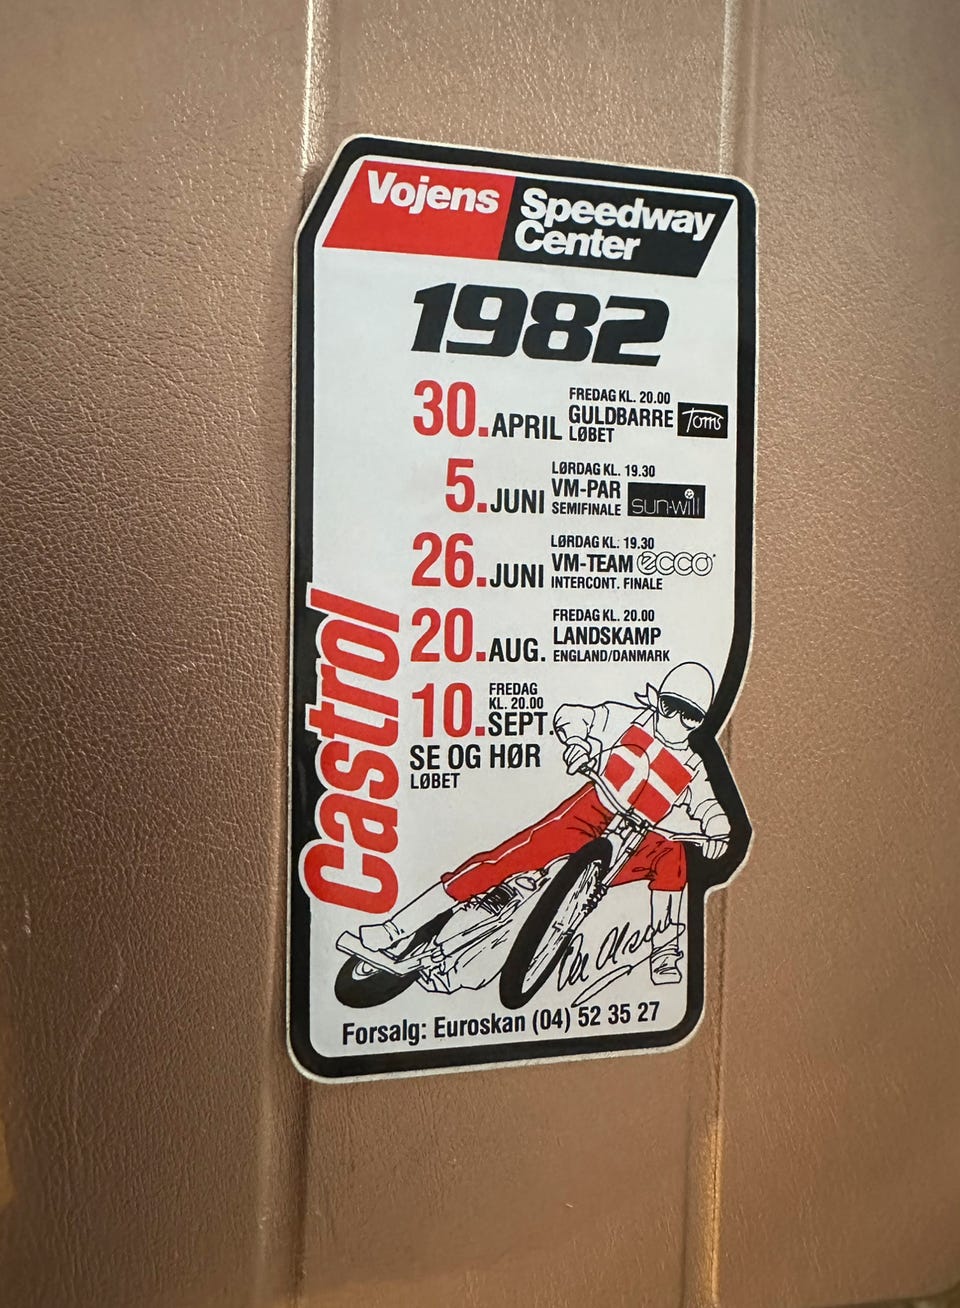 Vojens Speedway
Center
1982
30. APRIL
FREDAG KL. 20.00
GULDBARRE
LØBET
Toms
5. JUNI
LØRDAG KL. 19.30
VM-PAR
SEMIFINALE
sun-will
26. JUNI
LØRDAG KL. 19.30
VM-TEAM ecco
INTERCONT. FINALE
20. AUG.
FREDAG KL. 20.00
LANDSKAMP
ENGLAND/DANMARK
10. SEPT.
FREDAG
KL. 20.00
SE OG HØR
LØBET
Castrol
Forsalg: Euroskan (04) 52 35 27